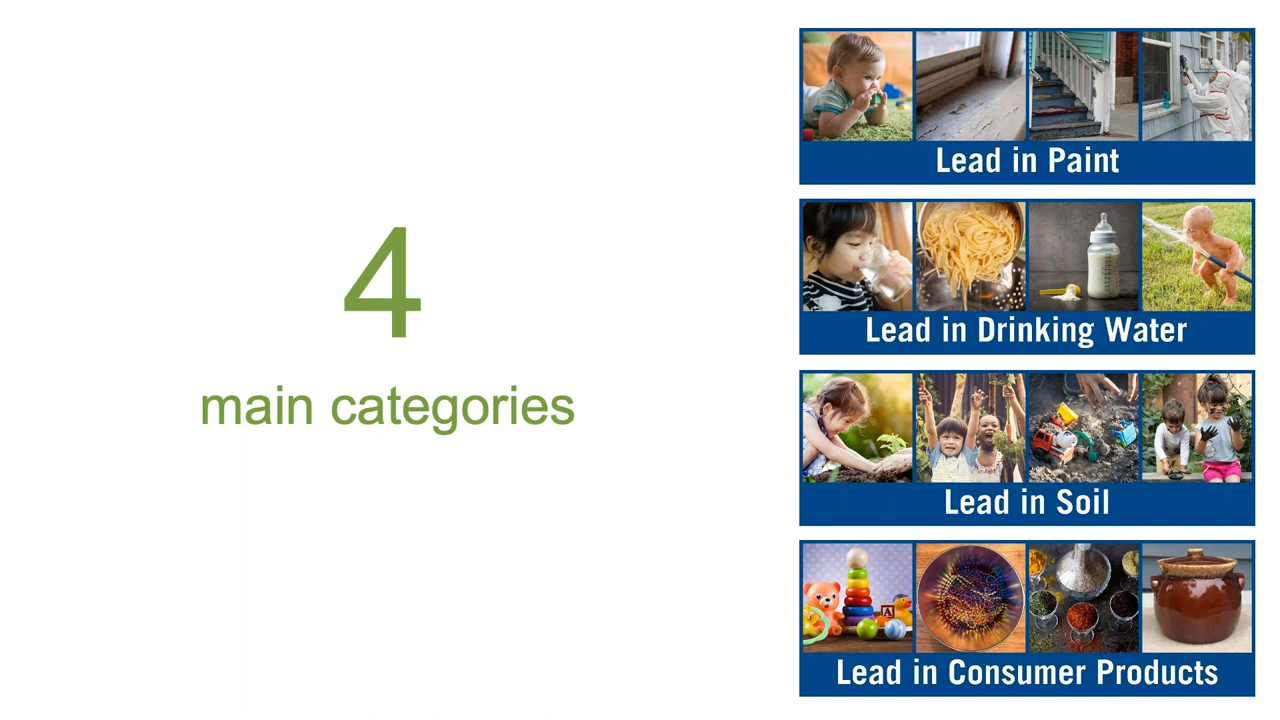 4
main categories
Lead in Paint
Lead in Drinking Water
Lead in Soil
Lead in Consumer Products